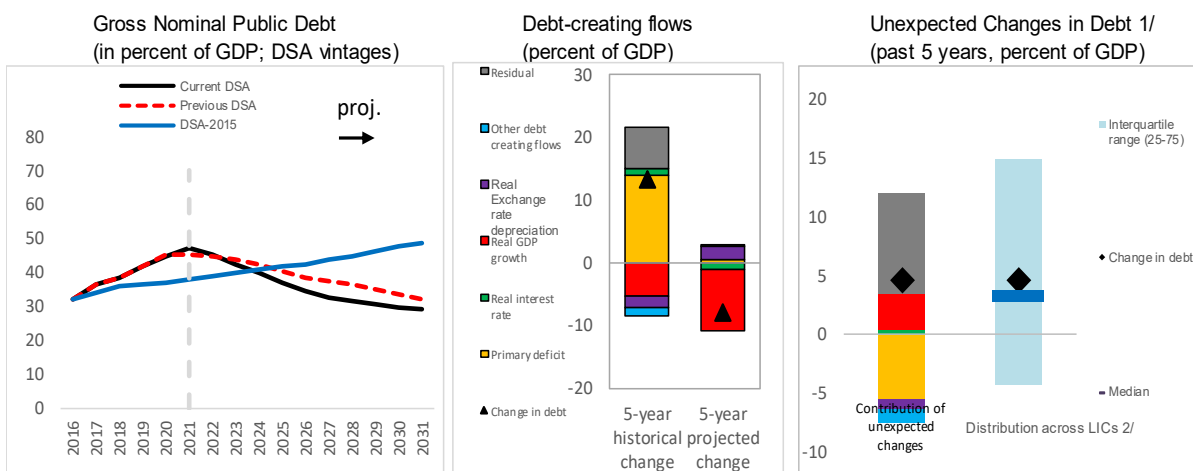 Gross Nominal Public Debt
(in percent of GDP; DSA vintages)
Current DSA
Previous DSA
DSA-2015
proj.
80
70
60
50
40
30
20
10
0
2016
2017
2018
2019
2020
2021
2022
2023
2024
2025
2026
2027
2028
2029
2030
2031
Debt-creating flows
(percent of GDP)
Residual
Other debt
creating flows
Real
Exchange
rate
depreciation
Real GDP
growth
Real interest
rate
Primary deficit
Change in debt
30
20
10
0
-10
-20
5-year
historical
change
5-year
projected
change
Unexpected Changes in Debt 1/
(past 5 years, percent of GDP)
20
15
10
5
0
-5
-10
Interquartile
range (25-75)
Change in debt
Median
Contribution of
unexpected
changes
Distribution across LICs 2/